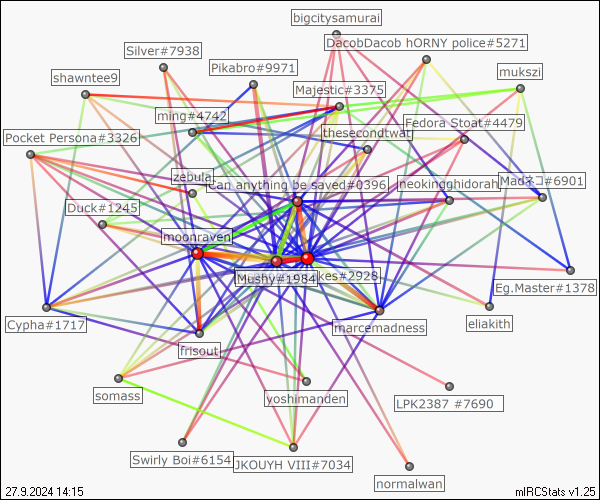 bigcitysamurai
DacobDacob hORNY police#5271
Silver#7938
Pikabro#9971
mukszi
shawntee9
Majestic#3375
ming#4742
Fedora Stoat#4479
thesecondtwat
Pocket Persona#3326
zebula
Can anything be saved#0396
neokingghidorah
Madネコ#6901
Duck#1245
moonraven
Mushy#1984
kes#2928
Eg.Master#1378
Cypha#1717
marcemadness
eliakith
frisout
somass
yoshimanden
LPK2387 #7690
Swirly Boi#6154
JKOUYH VIII#7034
normalwan
27.9.2024 14:15
mIRCStats v1.25